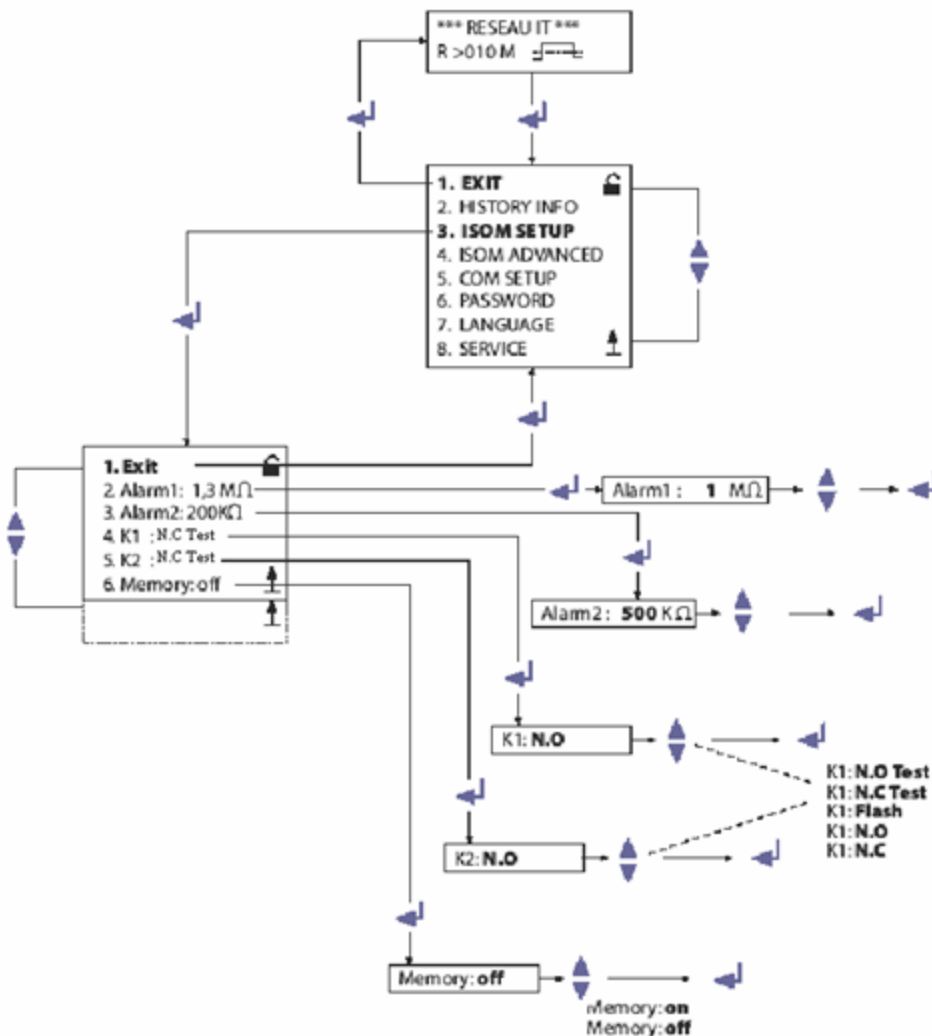 *** RESEAU IT ***
R >010 M
1. EXIT
2. HISTORY INFO
3. ISOM SETUP
4. ISOM ADVANCED
5. COM SETUP
6. PASSWORD
7. LANGUAGE
8. SERVICE
1. Exit
2. Alarm1: 1,3 MΩ
3. Alarm2: 200KΩ
4. K1 : N.C Test
5. K2 : N.C Test
6. Memory: off
Alarm1 : 1 MΩ
Alarm2 : 500 KΩ
K1: N.O
K1: N.O Test
K1: N.C Test
K1: Flash
K1: N.O
K1: N.C
K2: N.O
Memory: off
Memory: on
Memory: off